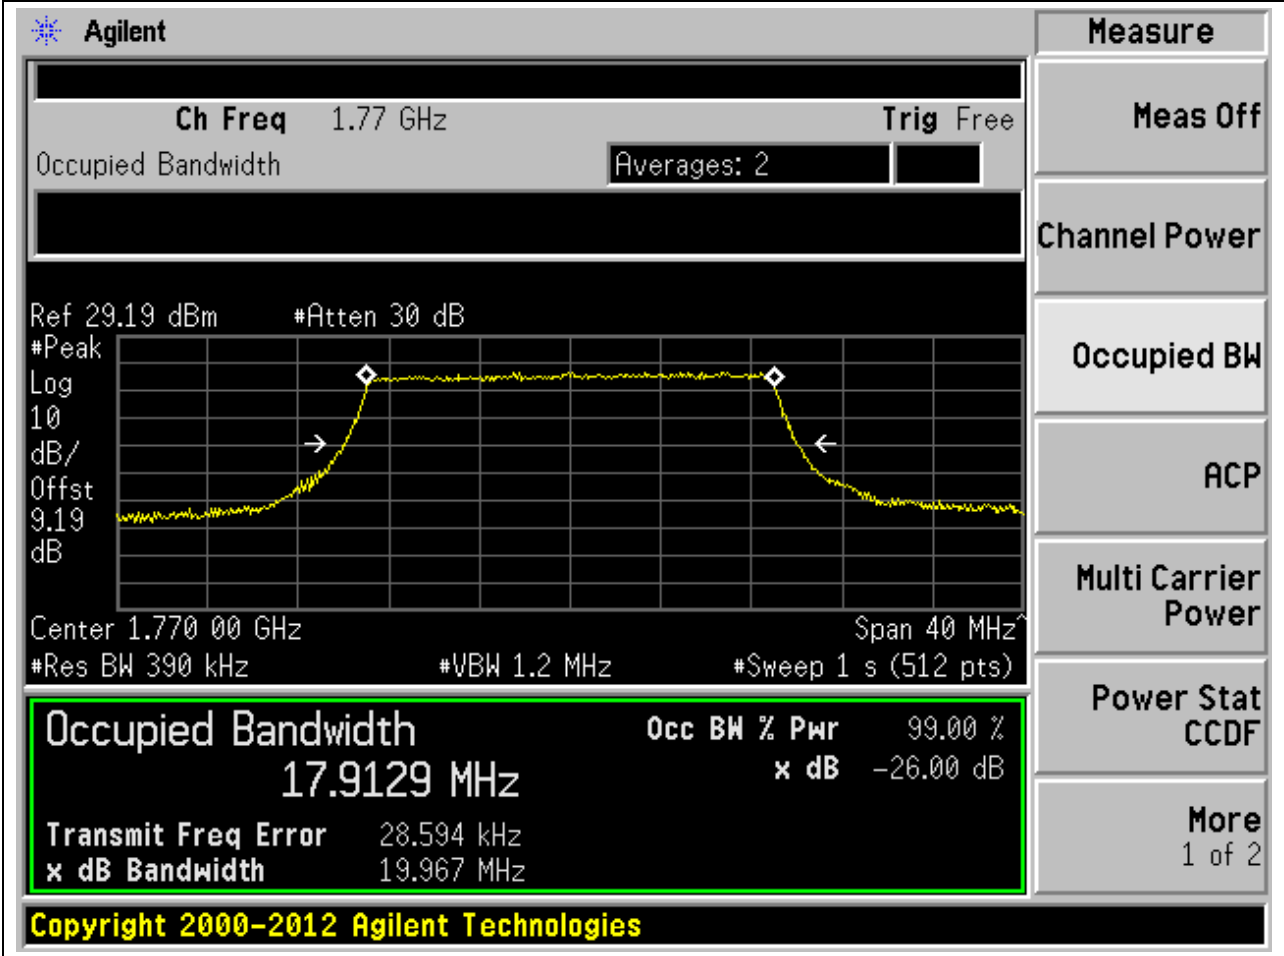 Agilent
Measure
Ch Freq 1.77 GHz Trig Free
Occupied Bandwidth Averages: 2
Ref 29.19 dBm #Atten 30 dB
#Peak
Log
10
dB/
Offst
9.19
dB
Center 1.770 00 GHz Span 40 MHz^
#Res BW 390 kHz #VBW 1.2 MHz #Sweep 1 s (512 pts)
Occupied Bandwidth Occ BW % Pwr 99.00 %
17.9129 MHz x dB -26.00 dB
Transmit Freq Error 28.594 kHz
x dB Bandwidth 19.967 MHz
Meas Off
Channel Power
Occupied BW
ACP
Multi Carrier
Power
Power Stat
CCDF
More
1 of 2
Copyright 2000-2012 Agilent Technologies